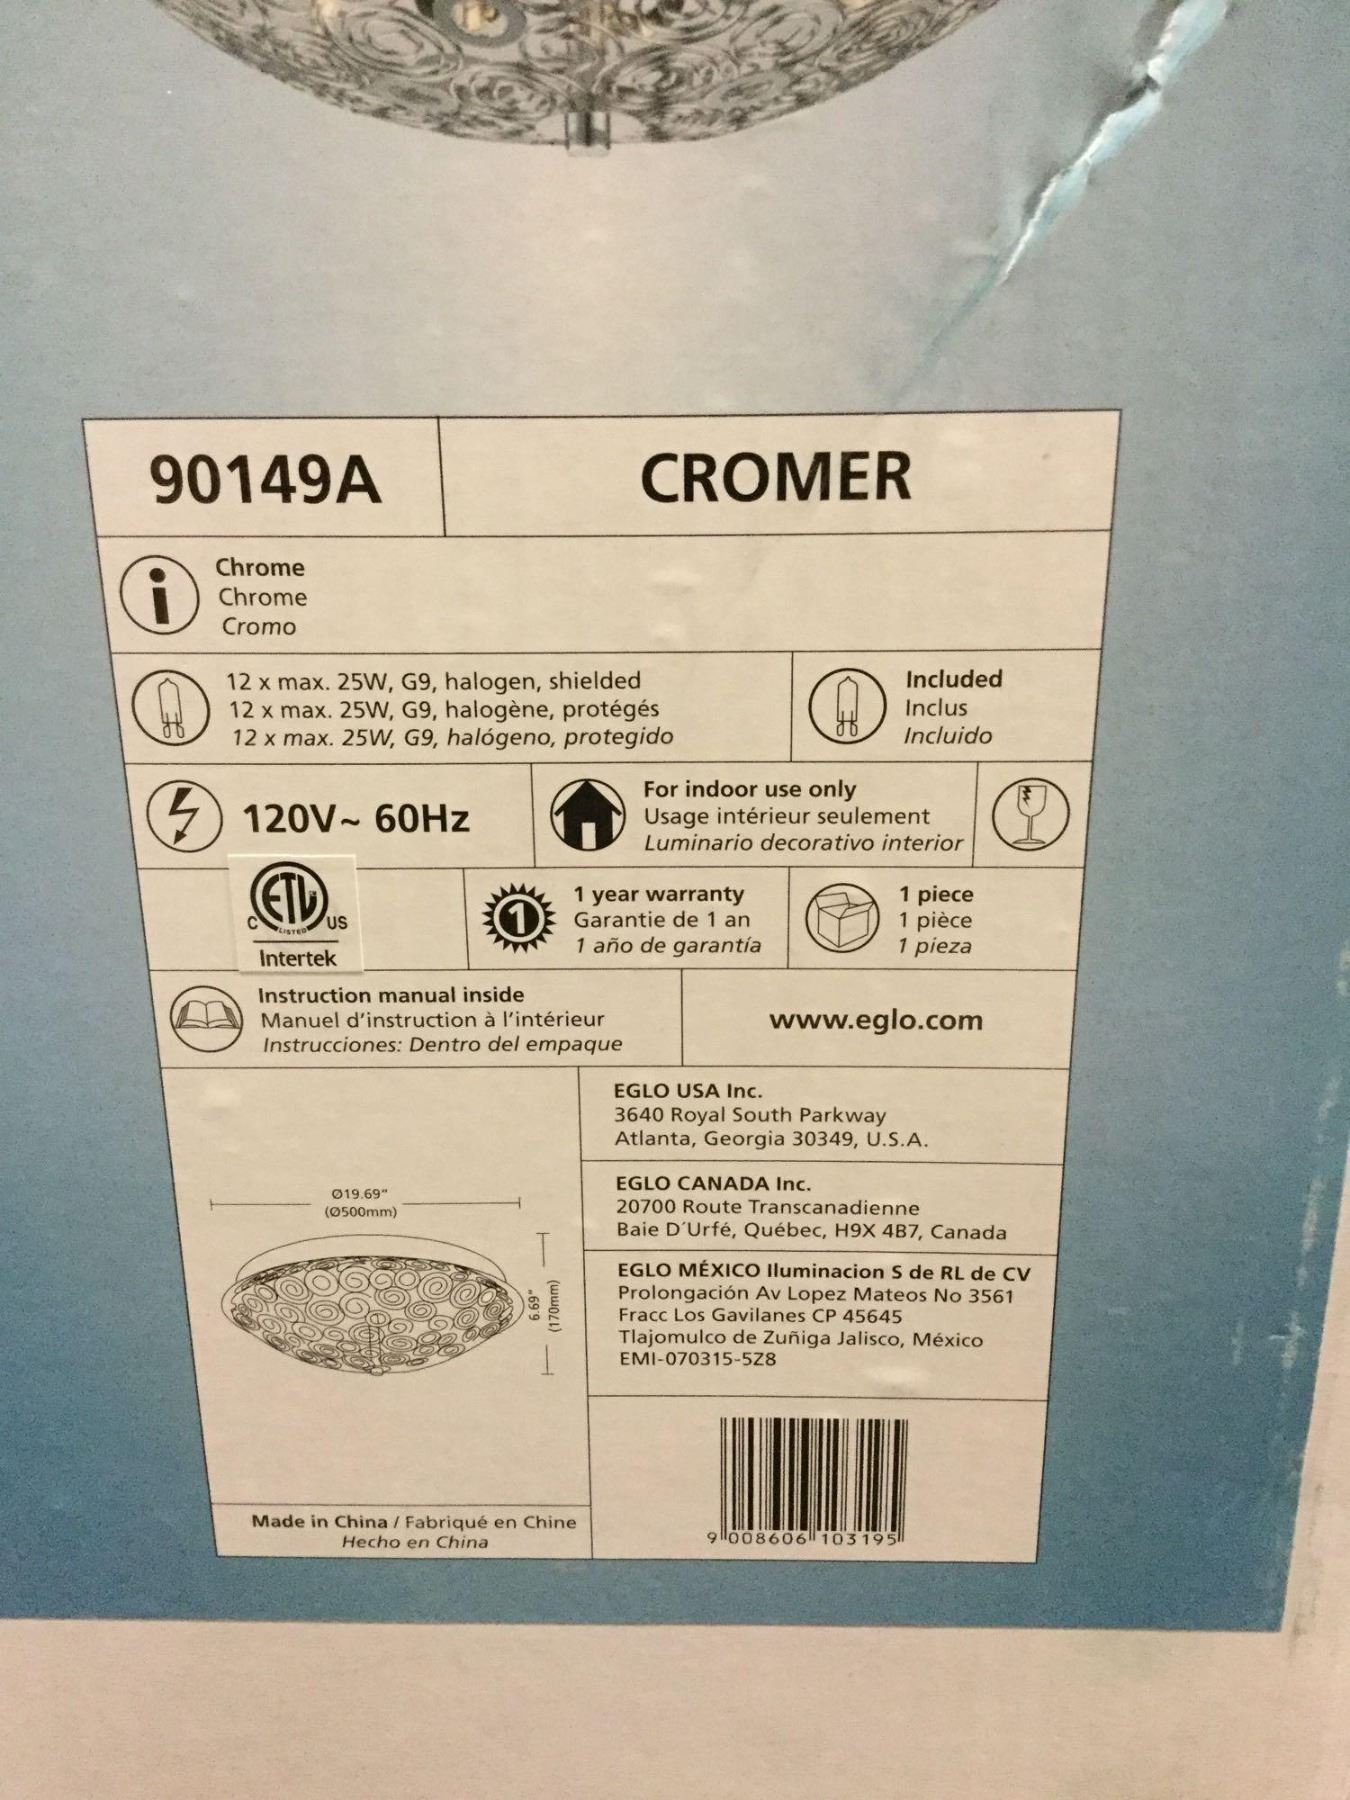 90149A
CROMER
Chrome
Chrome
Cromo
12 x max. 25W, G9, halogen, shielded
12 x max. 25W, G9, halogène, protégés
12 x max. 25W, G9, halógeno, protegido
Included
Inclus
Incluido
120V~ 60Hz
For indoor use only
Usage intérieur seulement
Luminario decorativo interior
ETL
C US
LISTED
Intertek
1
1 year warranty
Garantie de 1 an
1 año de garantía
1 piece
1 pièce
1 pieza
Instruction manual inside
Manuel d'instruction à l'intérieur
Instrucciones: Dentro del empaque
www.eglo.com
Ø19.69"
(Ø500mm)
6.69"
(170mm)
EGLO USA Inc.
3640 Royal South Parkway
Atlanta, Georgia 30349, U.S.A.
EGLO CANADA Inc.
20700 Route Transcanadienne
Baie D´Urfé, Québec, H9X 4B7, Canada
EGLO MÉXICO Iluminacion S de RL de CV
Prolongación Av Lopez Mateos No 3561
Fracc Los Gavilanes CP 45645
Tlajomulco de Zuñiga Jalisco, México
EMI-070315-5Z8
Made in China / Fabriqué en Chine
Hecho en China
9 008606 103195